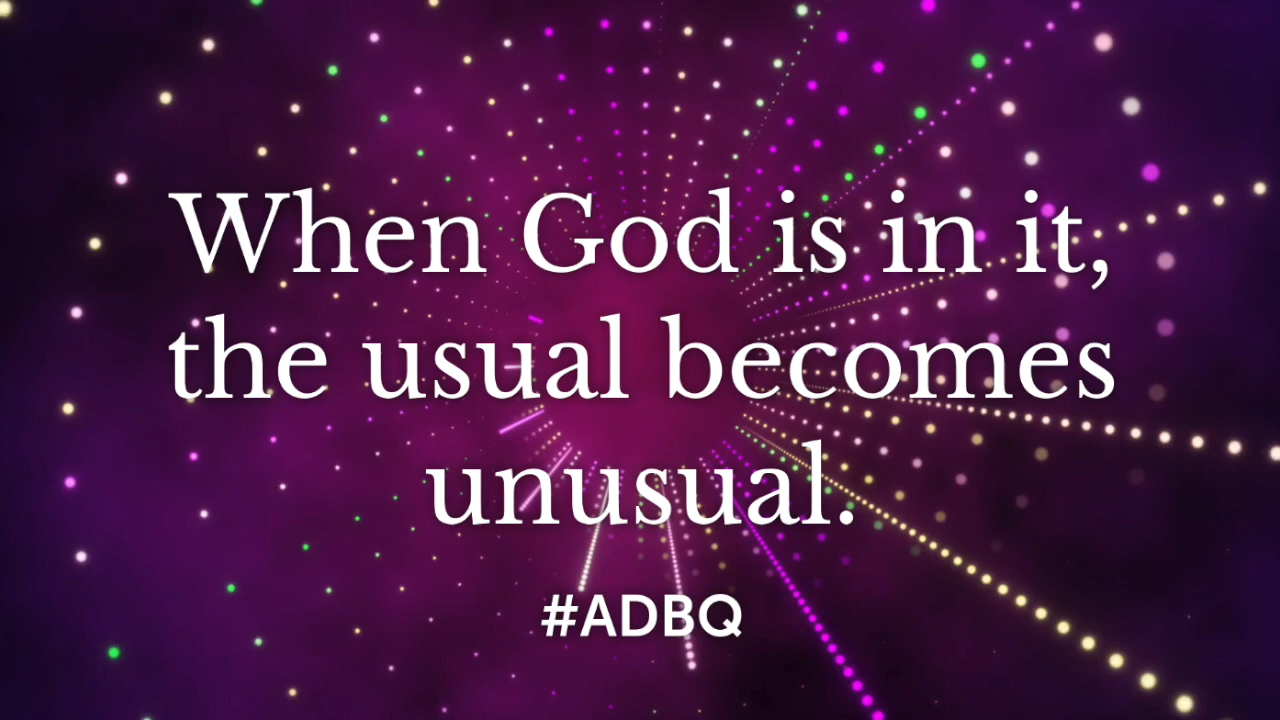 When God is in it,
the usual becomes
unusual.
#ADBQ